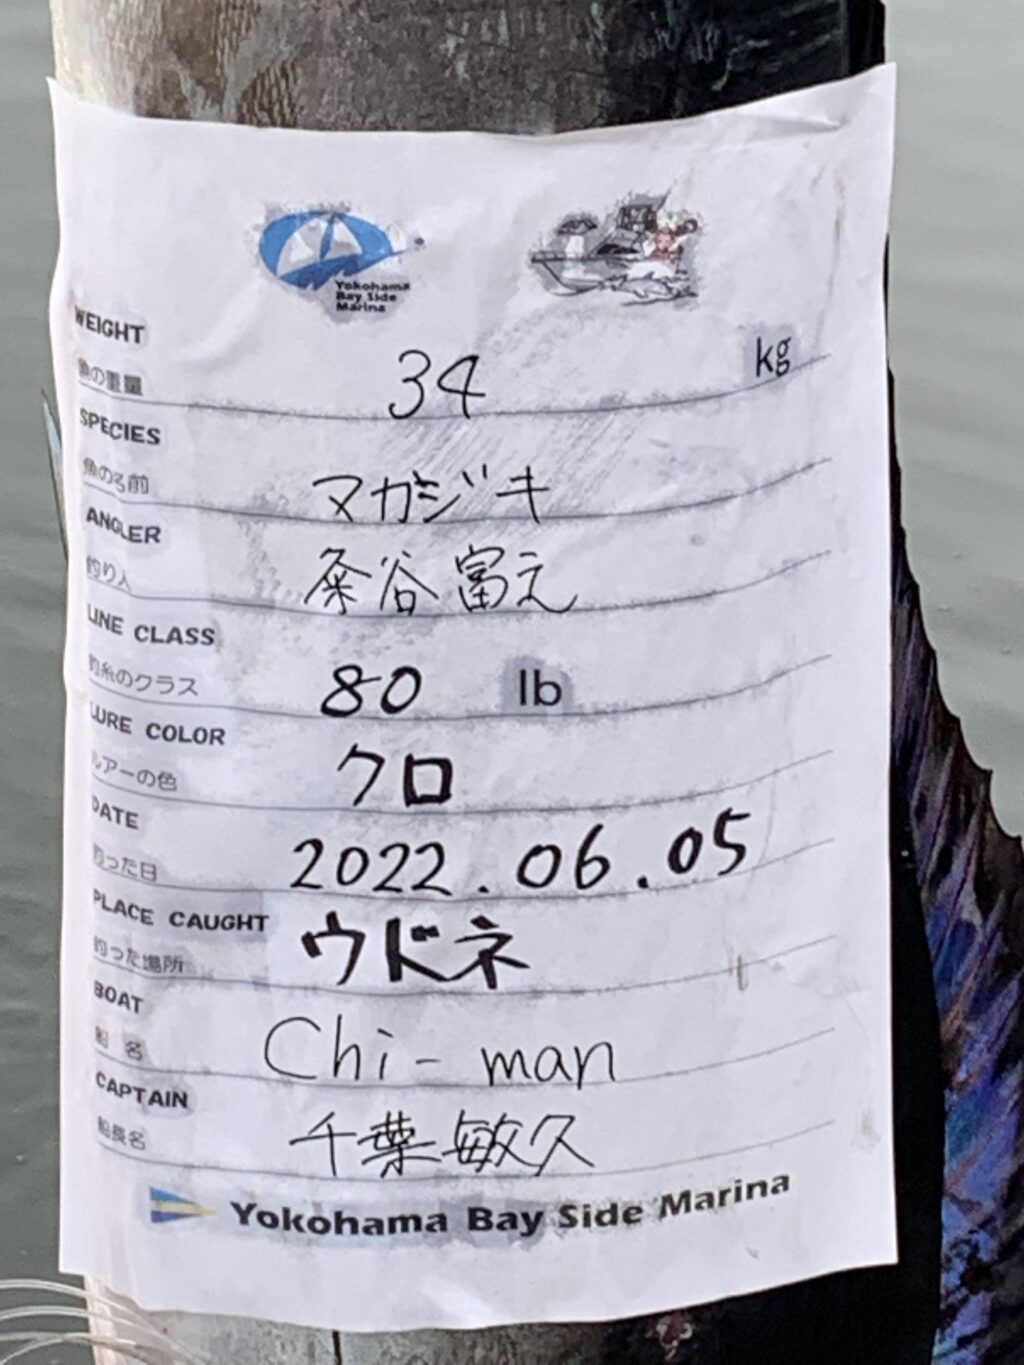 Yokohama
Bay Side
Marina
WEIGHT
魚の重量 34 kg
SPECIES
魚の名前 マカジキ
ANGLER
釣り人 粂谷 富え
LINE CLASS
釣糸のクラス 80 lb
LURE COLOR
ルアーの色 クロ
DATE
釣った日 2022.06.05
PLACE CAUGHT
釣った場所 ウドネ
BOAT
船 名 Chi-man
CAPTAIN
船長名 千葉敏久
Yokohama Bay Side Marina